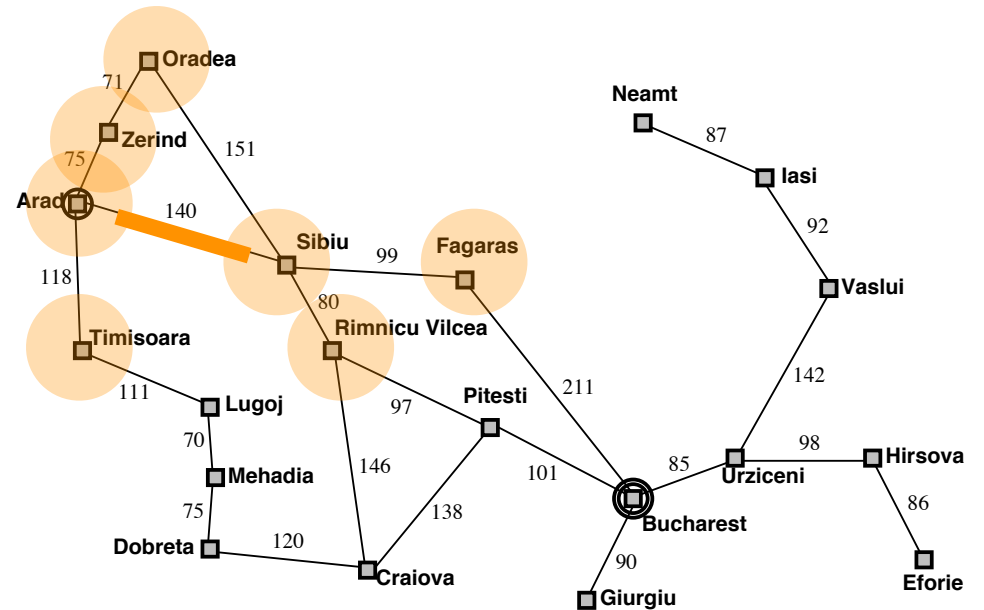 Oradea
71
Neamt
87
Zerind
151
75
Iasi
Arad
140
92
Sibiu
Fagaras
99
118
80
Vaslui
Timisoara
Rimnicu Vilcea
142
111
211
Lugoj
97
Pitesti
70
98
Hirsova
146
101
85
Mehadia
Urziceni
75
138
86
Bucharest
Dobreta
120
90
Craiova
Eforie
Giurgiu